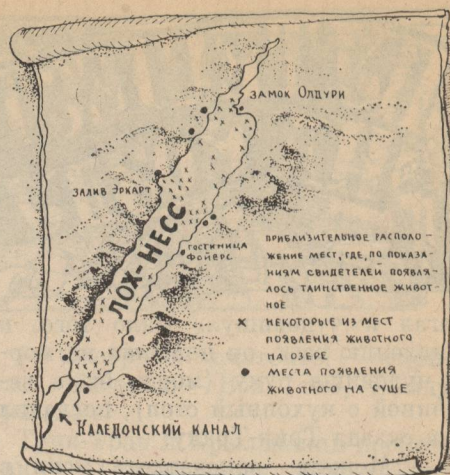 ЗАМОК ОЛДУРИ
ЗАЛИВ ЭРКАРТ
ЛОХ-НЕСС
ГОСТИНИЦА
ФОЙЕРС
ПРИБЛИЗИТЕЛЬНОЕ РАСПОЛО-
ЖЕНИЕ МЕСТ, ГДЕ, ПО ПОКАЗА-
НИЯМ СВИДЕТЕЛЕЙ ПОЯВЛЯ-
ЛОСЬ ТАИНСТВЕННОЕ ЖИВОТ-
НОЕ
× НЕКОТОРЫЕ ИЗ МЕСТ
ПОЯВЛЕНИЯ ЖИВОТНОГО
НА ОЗЕРЕ
● МЕСТА ПОЯВЛЕНИЯ
ЖИВОТНОГО НА СУШЕ
КАЛЕДОНСКИЙ КАНАЛ